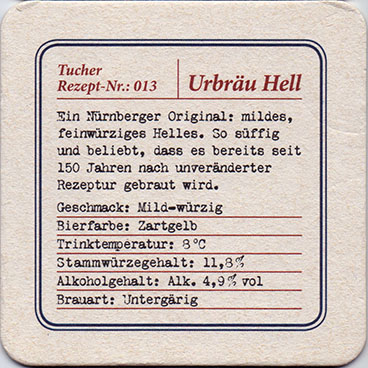 Tucher
Rezept-Nr.: 013
Urbräu Hell
Ein Nürnberger Original: mildes,
feinwürziges Helles. So süffig
und beliebt, dass es bereits seit
150 Jahren nach unveränderter
Rezeptur gebraut wird.
Geschmack: Mild-würzig
Bierfarbe: Zartgelb
Trinktemperatur: 8°C
Stammwürzegehalt: 11,8%
Alkoholgehalt: Alk. 4,9% vol
Brauart: Untergärig